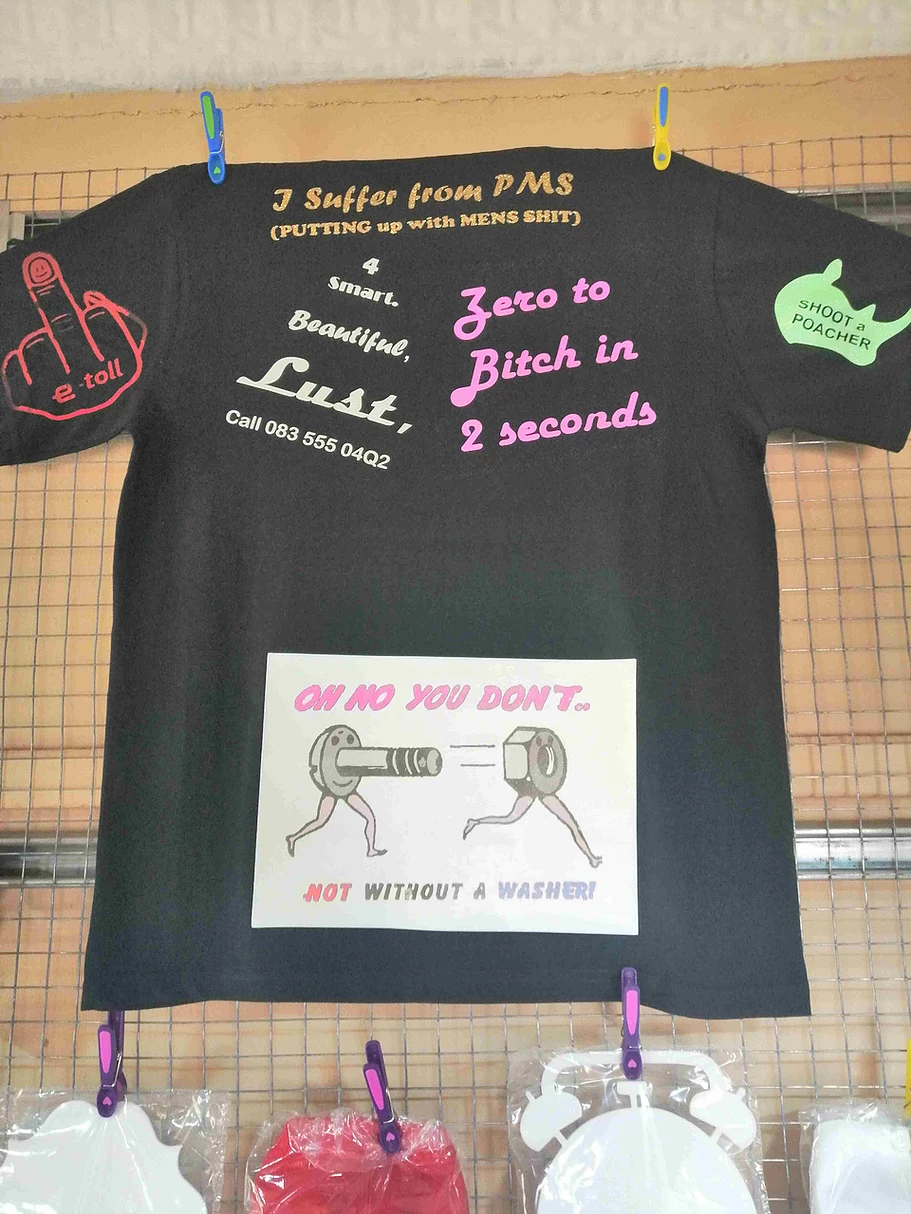 I Suffer from PMS
(PUTTING up with MENS SHIT)
4
Smart.
Beautiful,
Lust,
Call 083 555 04Q2
Zero to
Bitch in
2 seconds
e-toll
SHOOT a
POACHER
OH NO YOU DON'T..
NOT WITHOUT A WASHER!